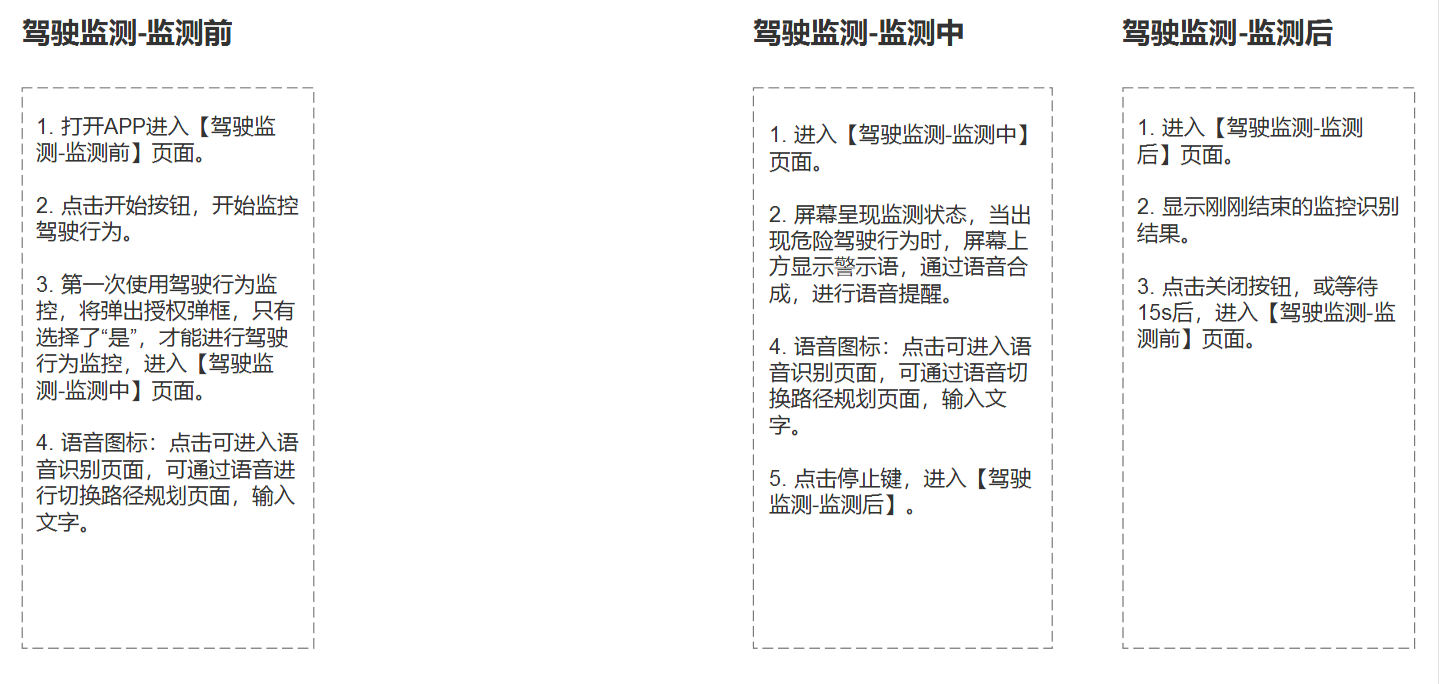 驾驶监测-监测前
1. 打开APP进入【驾驶监
测-监测前】页面。
2. 点击开始按钮，开始监控
驾驶行为。
3. 第一次使用驾驶行为监
控，将弹出授权弹框，只有
选择了“是”，才能进行驾驶
行为监控，进入【驾驶监
测-监测中】页面。
4. 语音图标：点击可进入语
音识别页面，可通过语音进
行切换路径规划页面，输入
文字。
驾驶监测-监测中
1. 进入【驾驶监测-监测中】
页面。
2. 屏幕呈现监测状态，当出
现危险驾驶行为时，屏幕上
方显示警示语，通过语音合
成，进行语音提醒。
4. 语音图标：点击可进入语
音识别页面，可通过语音切
换路径规划页面，输入文
字。
5. 点击停止键，进入【驾驶
监测-监测后】。
驾驶监测-监测后
1. 进入【驾驶监测-监测
后】页面。
2. 显示刚刚结束的监控识别
结果。
3. 点击关闭按钮，或等待
15s后，进入【驾驶监测-监
测前】页面。